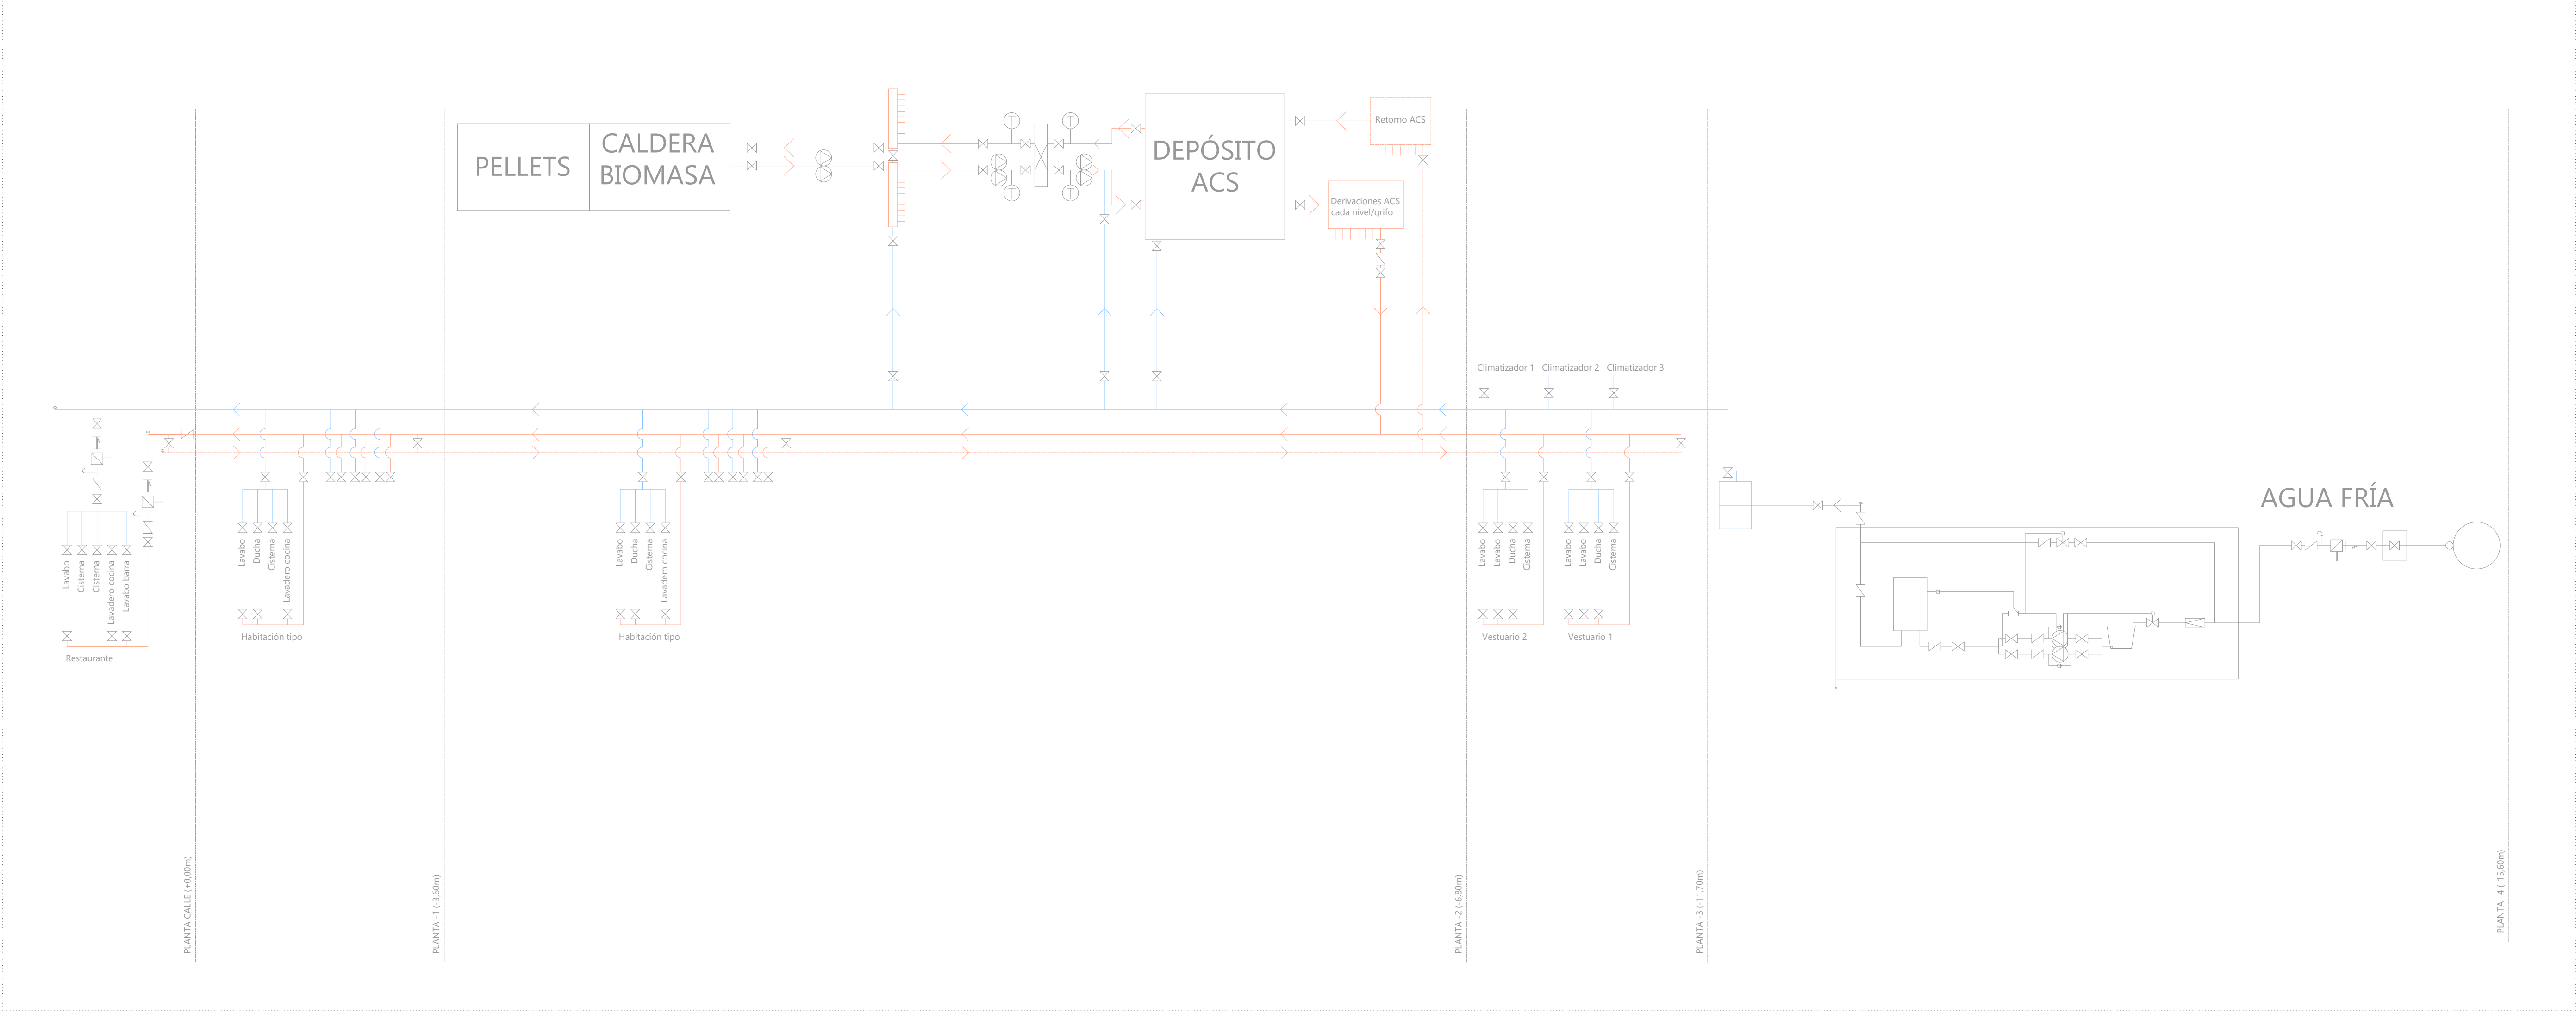 PELLETS
CALDERA
BIOMASA
T
T
T
T
DEPÓSITO
ACS
Retorno ACS
Derivaciones ACS
cada nivel/grifo
Climatizador 1
Climatizador 2
Climatizador 3
AGUA FRÍA
Lavabo
Cisterna
Cisterna
Lavadero cocina
Lavabo barra
Restaurante
Lavabo
Ducha
Cisterna
Lavadero cocina
Habitación tipo
Lavabo
Ducha
Cisterna
Lavadero cocina
Habitación tipo
Lavabo
Lavabo
Ducha
Cisterna
Vestuario 2
Lavabo
Lavabo
Ducha
Cisterna
Vestuario 1
PLANTA CALLE (+0,00m)
PLANTA -1 (-3,60m)
PLANTA -2 (-6,80m)
PLANTA -3 (-11,70m)
PLANTA -4 (-15,60m)